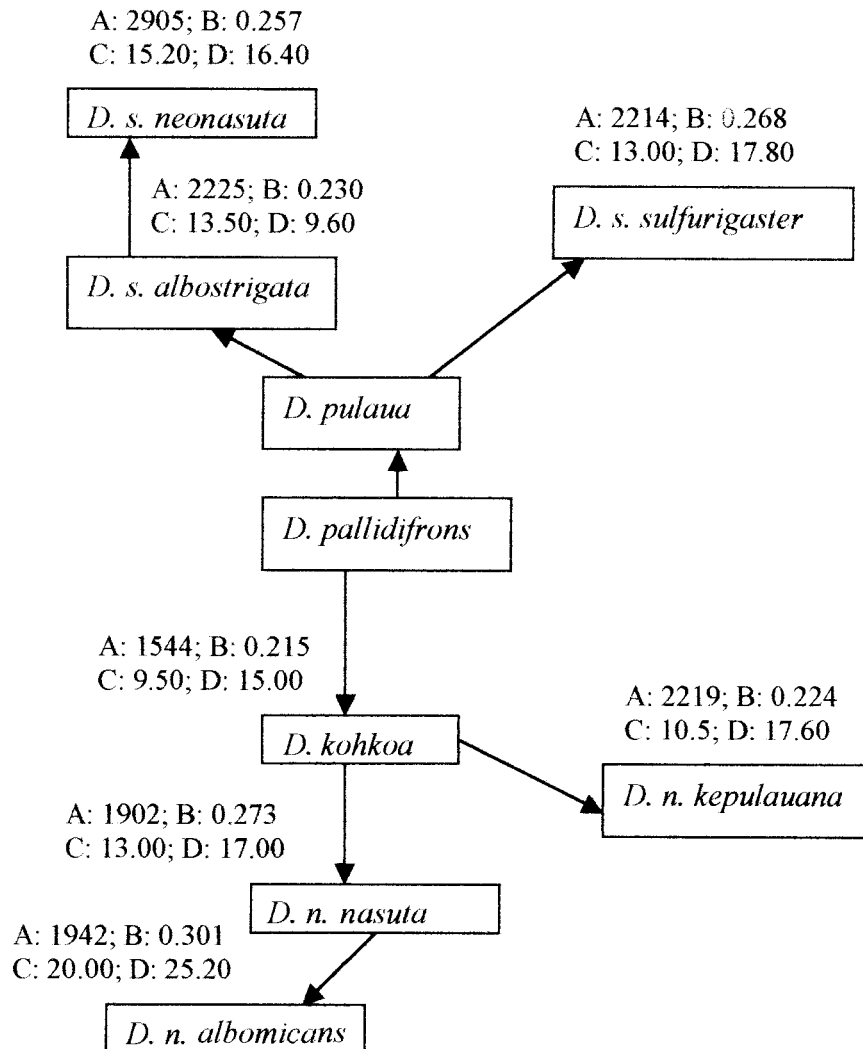 A: 2905; B: 0.257
C: 15.20; D: 16.40
D. s. neonasuta
A: 2214; B: 0.268
C: 13.00; D: 17.80
D. s. sulfurigaster
A: 2225; B: 0.230
C: 13.50; D: 9.60
D. s. albostrigata
D. pulaua
D. pallidifrons
A: 1544; B: 0.215
C: 9.50; D: 15.00
D. kohkoa
A: 2219; B: 0.224
C: 10.5; D: 17.60
D. n. kepulauana
A: 1902; B: 0.273
C: 13.00; D: 17.00
D. n. nasuta
A: 1942; B: 0.301
C: 20.00; D: 25.20
D. n. albomicans